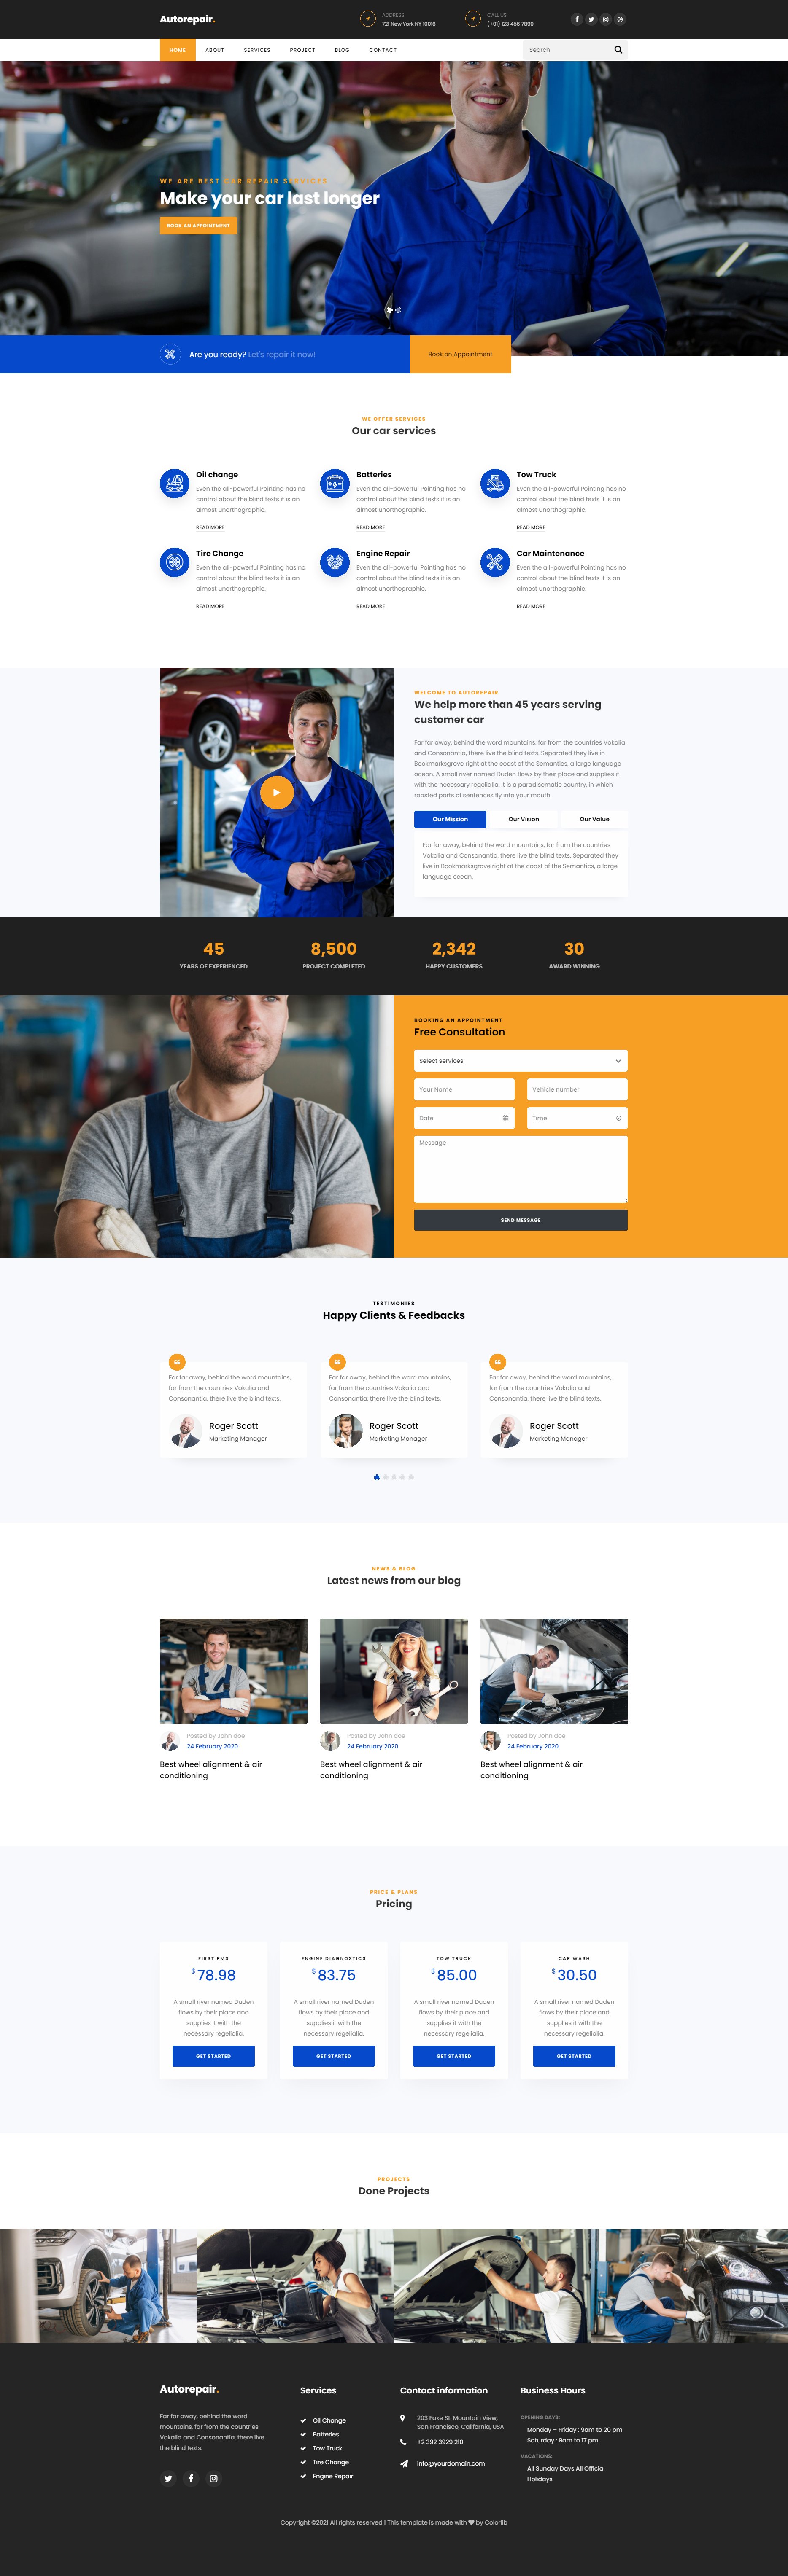 Autorepair.
ADDRESS
721 New York NY 10016
CALL US
(+01) 123 456 7890
HOME
ABOUT
SERVICES
PROJECT
BLOG
CONTACT
Search
WE ARE BEST CAR REPAIR SERVICES
Make your car last longer
BOOK AN APPOINTMENT
Are you ready? Let's repair it now!
Book an Appointment
WE OFFER SERVICES
Our car services
Oil change
Even the all-powerful Pointing has no
control about the blind texts it is an
almost unorthographic.
READ MORE
Batteries
Even the all-powerful Pointing has no
control about the blind texts it is an
almost unorthographic.
READ MORE
Tow Truck
Even the all-powerful Pointing has no
control about the blind texts it is an
almost unorthographic.
READ MORE
Tire Change
Even the all-powerful Pointing has no
control about the blind texts it is an
almost unorthographic.
READ MORE
Engine Repair
Even the all-powerful Pointing has no
control about the blind texts it is an
almost unorthographic.
READ MORE
Car Maintenance
Even the all-powerful Pointing has no
control about the blind texts it is an
almost unorthographic.
READ MORE
WELCOME TO AUTOREPAIR
We help more than 45 years serving
customer car
Far far away, behind the word mountains, far from the countries Vokalia
and Consonantia, there live the blind texts. Separated they live in
Bookmarksgrove right at the coast of the Semantics, a large language
ocean. A small river named Duden flows by their place and supplies it
with the necessary regelialia. It is a paradisematic country, in which
roasted parts of sentences fly into your mouth.
Our Mission
Our Vision
Our Value
Far far away, behind the word mountains, far from the countries
Vokalia and Consonantia, there live the blind texts. Separated they
live in Bookmarksgrove right at the coast of the Semantics, a large
language ocean.
45
YEARS OF EXPERIENCED
8,500
PROJECT COMPLETED
2,342
HAPPY CUSTOMERS
30
AWARD WINNING
BOOKING AN APPOINTMENT
Free Consultation
Select services
Your Name
Vehicle number
Date
Time
Message
SEND MESSAGE
TESTIMONIES
Happy Clients & Feedbacks
Far far away, behind the word mountains,
far from the countries Vokalia and
Consonantia, there live the blind texts.
Roger Scott
Marketing Manager
Far far away, behind the word mountains,
far from the countries Vokalia and
Consonantia, there live the blind texts.
Roger Scott
Marketing Manager
Far far away, behind the word mountains,
far from the countries Vokalia and
Consonantia, there live the blind texts.
Roger Scott
Marketing Manager
NEWS & BLOG
Latest news from our blog
Posted by John doe
24 February 2020
Best wheel alignment & air
conditioning
Posted by John doe
24 February 2020
Best wheel alignment & air
conditioning
Posted by John doe
24 February 2020
Best wheel alignment & air
conditioning
PRICE & PLANS
Pricing
FIRST PMS
$78.98
A small river named Duden
flows by their place and
supplies it with the
necessary regelialia.
GET STARTED
ENGINE DIAGNOSTICS
$83.75
A small river named Duden
flows by their place and
supplies it with the
necessary regelialia.
GET STARTED
TOW TRUCK
$85.00
A small river named Duden
flows by their place and
supplies it with the
necessary regelialia.
GET STARTED
CAR WASH
$30.50
A small river named Duden
flows by their place and
supplies it with the
necessary regelialia.
GET STARTED
PROJECTS
Done Projects
Autorepair.
Far far away, behind the word
mountains, far from the countries
Vokalia and Consonantia, there live
the blind texts.
Services
Oil Change
Batteries
Tow Truck
Tire Change
Engine Repair
Contact information
203 Fake St. Mountain View,
San Francisco, California, USA
+2 392 3929 210
info@yourdomain.com
Business Hours
OPENING DAYS:
Monday – Friday : 9am to 20 pm
Saturday : 9am to 17 pm
VACATIONS:
All Sunday Days All Official
Holidays
Copyright ©2021 All rights reserved | This template is made with ♥ by Colorlib